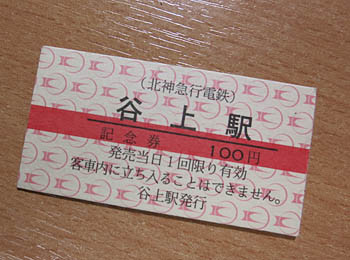 (北神急行電鉄)
谷上駅
記念券 100円
発売当日1回限り有効
客車内に立ち入ることはできません。
谷上駅発行